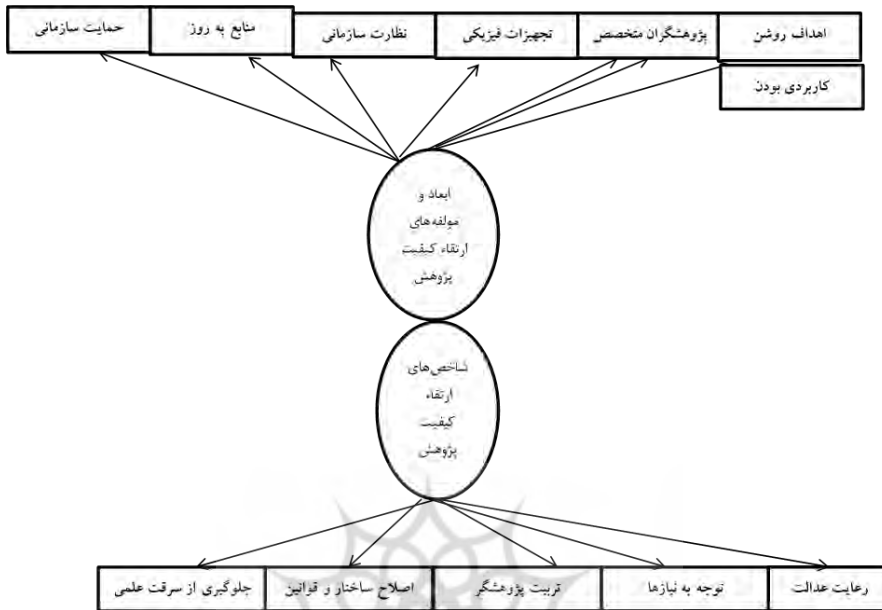 اهداف روشن
پژوهشگران متخصص
تجهیزات فیزیکی
نظارت سازمانی
منابع به روز
حمایت سازمانی
کاربردی بودن
ابعاد و
مولفه‌های
ارتقاء کیفیت
پژوهش
شاخص‌های
ارتقاء
کیفیت
پژوهش
رعایت عدالت
توجه به نیازها
تربیت پژوهشگر
اصلاح ساختار و قوانین
جلوگیری از سرقت علمی